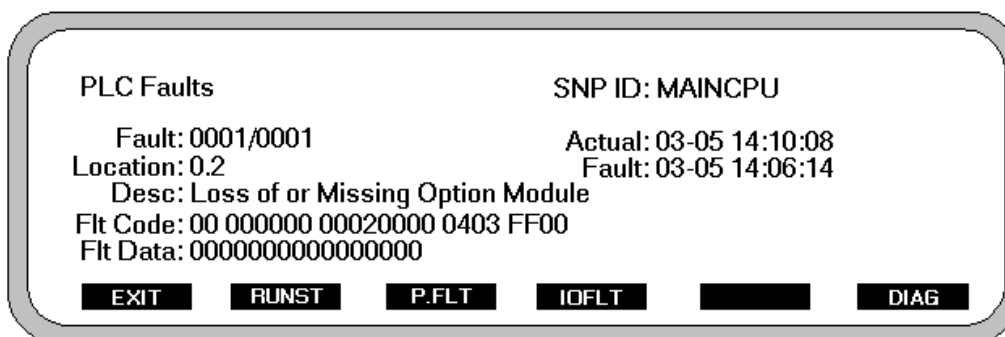 PLC Faults SNP ID: MAINCPU
Fault: 0001/0001 Actual: 03-05 14:10:08
Location: 0.2 Fault: 03-05 14:06:14
Desc: Loss of or Missing Option Module
Flt Code: 00 000000 00020000 0403 FF00
Flt Data: 0000000000000000
EXIT RUNST P.FLT IOFLT DIAG